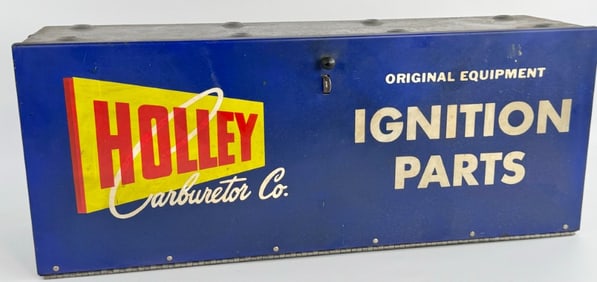 HOLLEY
Carburetor Co.
ORIGINAL EQUIPMENT
IGNITION
PARTS